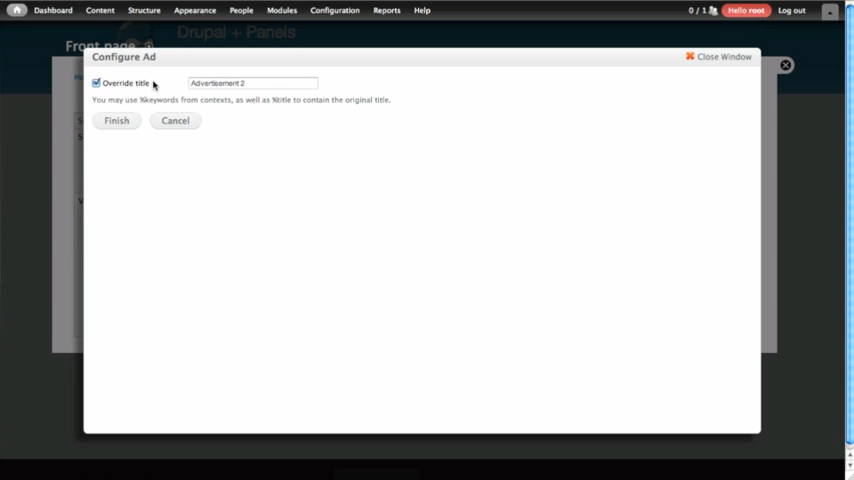 Dashboard Content Structure Appearance People Modules Configuration Reports Help 0 / 1 Hello root Log out
Drupal + Panels
Front page
Configure Ad Close Window
Override title Advertisement 2
You may use %keywords from contexts, as well as %title to contain the original title.
Finish Cancel